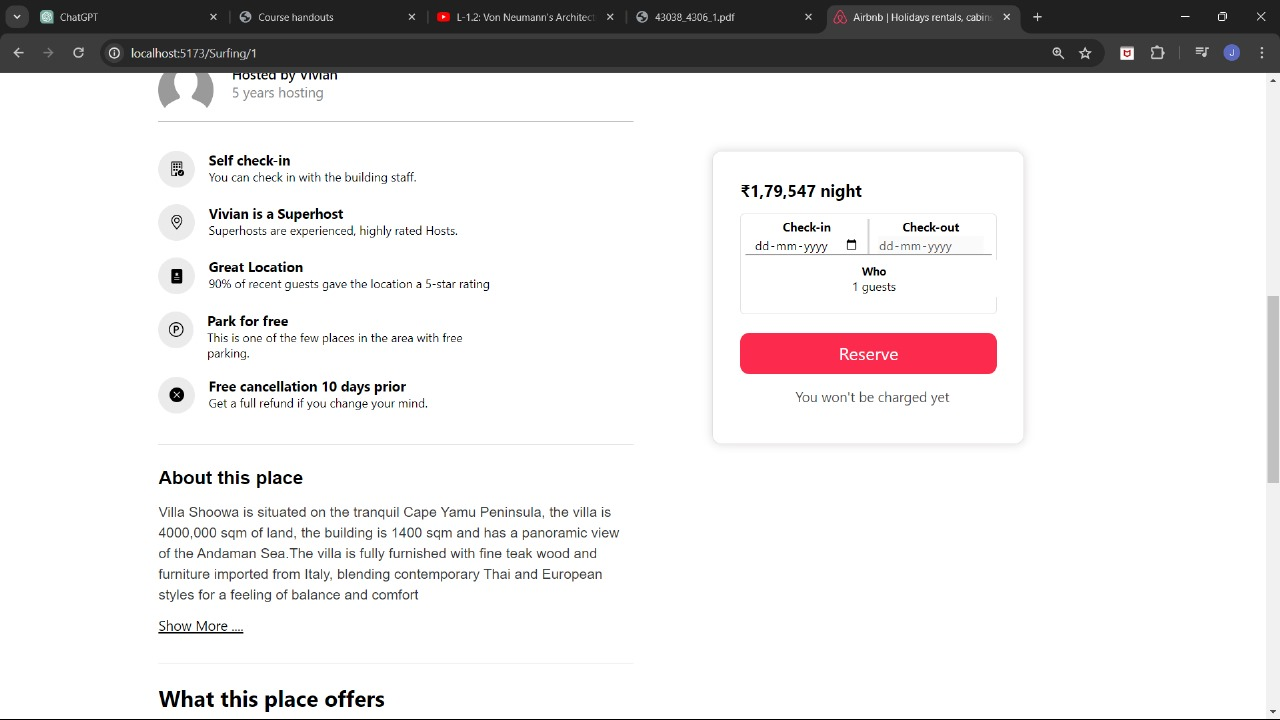 ChatGPT
Course handouts
L-1.2: Von Neumann's Architect
43038_4306_1.pdf
Airbnb | Holidays rentals, cabin
localhost:5173/Surfing/1
J
Hosted by Vivian
5 years hosting
Self check-in
You can check in with the building staff.
Vivian is a Superhost
Superhosts are experienced, highly rated Hosts.
Great Location
90% of recent guests gave the location a 5-star rating
Park for free
This is one of the few places in the area with free
parking.
Free cancellation 10 days prior
Get a full refund if you change your mind.
About this place
Villa Shoowa is situated on the tranquil Cape Yamu Peninsula, the villa is
4000,000 sqm of land, the building is 1400 sqm and has a panoramic view
of the Andaman Sea.The villa is fully furnished with fine teak wood and
furniture imported from Italy, blending contemporary Thai and European
styles for a feeling of balance and comfort
Show More ....
What this place offers
₹1,79,547 night
Check-in Check-out
dd-mm-yyyy dd-mm-yyyy
Who
1 guests
Reserve
You won't be charged yet